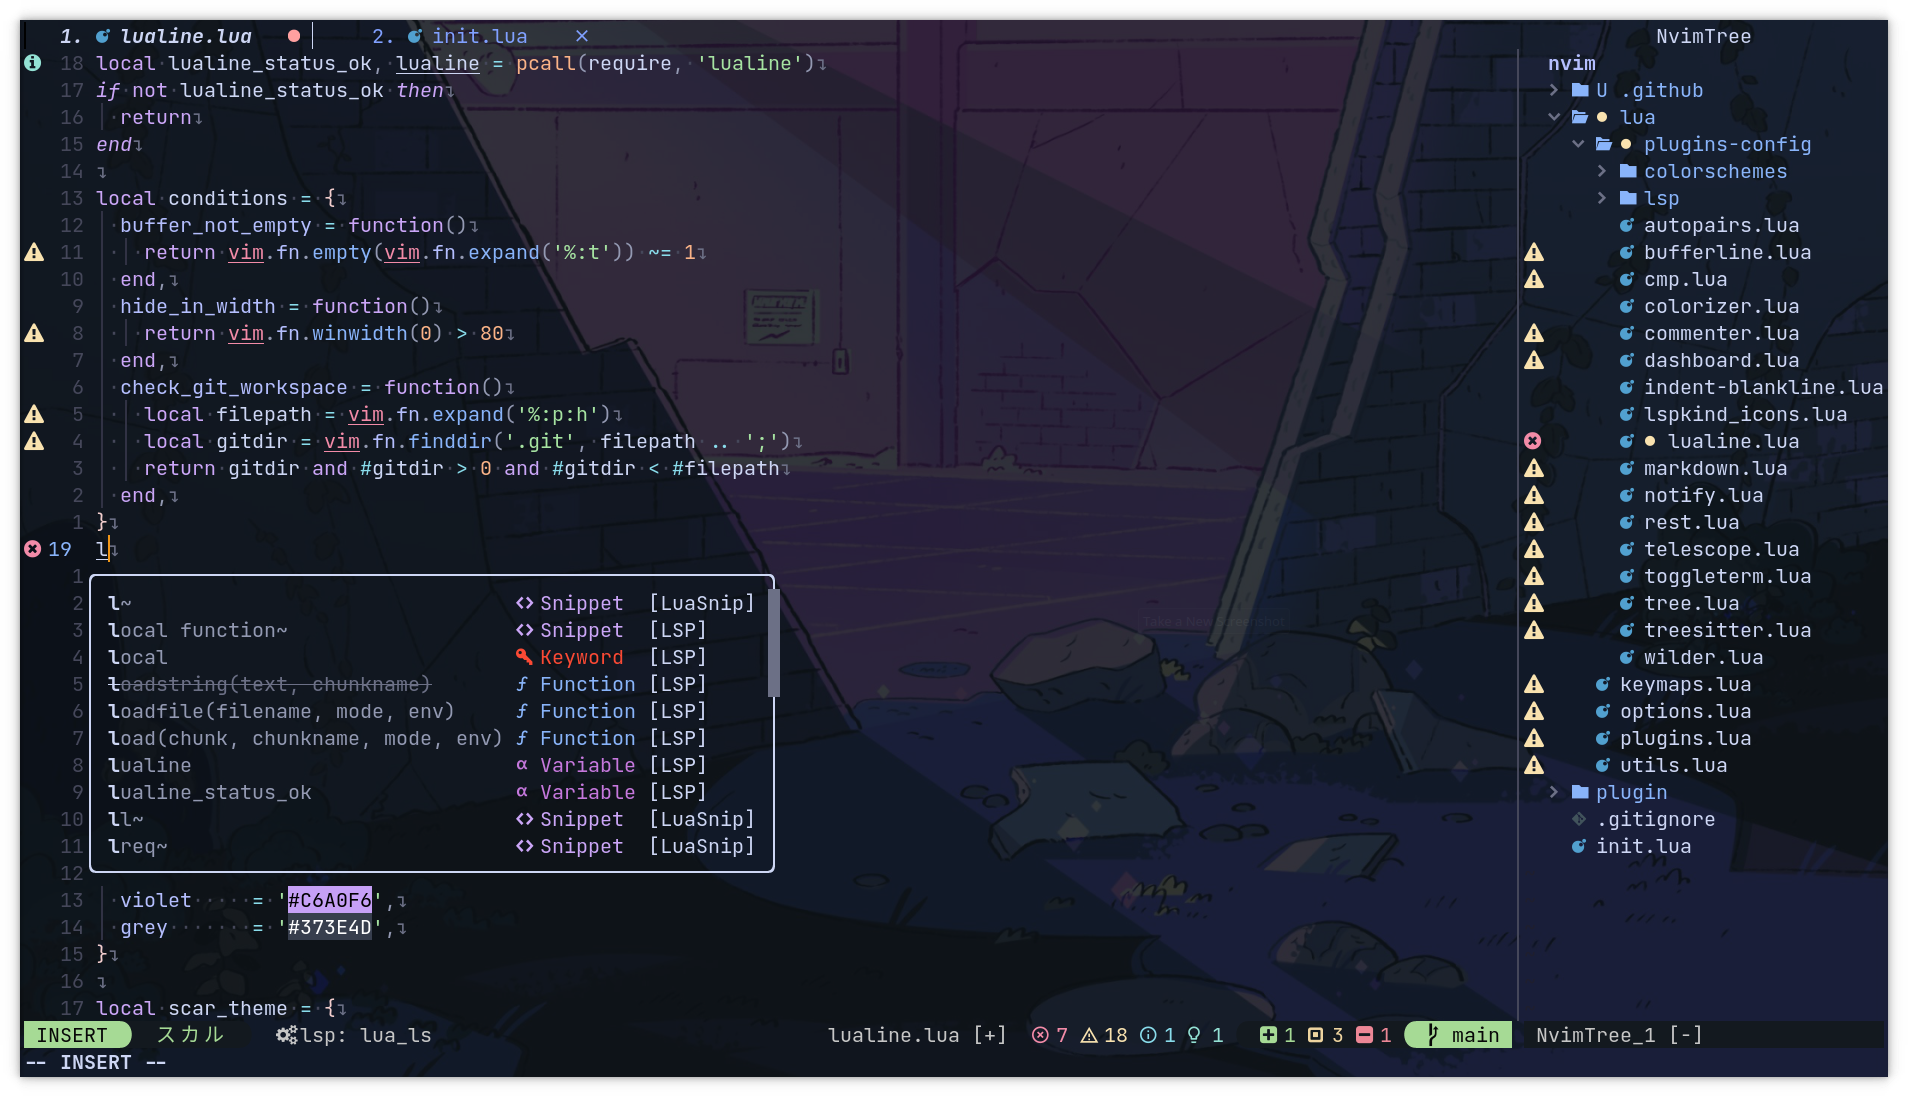 1. lualine.lua 2. init.lua ×
18 local lualine_status_ok, lualine = pcall(require, 'lualine')
17 if not lualine_status_ok then
16 return
15 end
14
13 local conditions = {
12 buffer_not_empty = function()
11 return vim.fn.empty(vim.fn.expand('%:t')) ~= 1
10 end,
9 hide_in_width = function()
8 return vim.fn.winwidth(0) > 80
7 end,
6 check_git_workspace = function()
5 local filepath = vim.fn.expand('%:p:h')
4 local gitdir = vim.fn.finddir('.git', filepath .. ';')
3 return gitdir and #gitdir > 0 and #gitdir < #filepath
2 end,
1 }
19 l
1
2 l~ Snippet [LuaSnip]
3 local function~ Snippet [LSP]
4 local Keyword [LSP]
5 loadstring(text, chunkname) Function [LSP]
6 loadfile(filename, mode, env) Function [LSP]
7 load(chunk, chunkname, mode, env) Function [LSP]
8 lualine Variable [LSP]
9 lualine_status_ok Variable [LSP]
10 ll~ Snippet [LuaSnip]
11 lreq~ Snippet [LuaSnip]
12
13 violet = '#C6A0F6',
14 grey = '#373E4D',
15 }
16
17 local scar_theme = {
Take a New Screenshot
NvimTree
nvim
U .github
lua
plugins-config
colorschemes
lsp
autopairs.lua
bufferline.lua
cmp.lua
colorizer.lua
commenter.lua
dashboard.lua
indent-blankline.lua
lspkind_icons.lua
lualine.lua
markdown.lua
notify.lua
rest.lua
telescope.lua
toggleterm.lua
tree.lua
treesitter.lua
wilder.lua
keymaps.lua
options.lua
plugins.lua
utils.lua
plugin
.gitignore
init.lua
INSERT スカル lsp: lua_ls lualine.lua [+] 7 18 1 1 1 3 1 main NvimTree_1 [-]
-- INSERT --